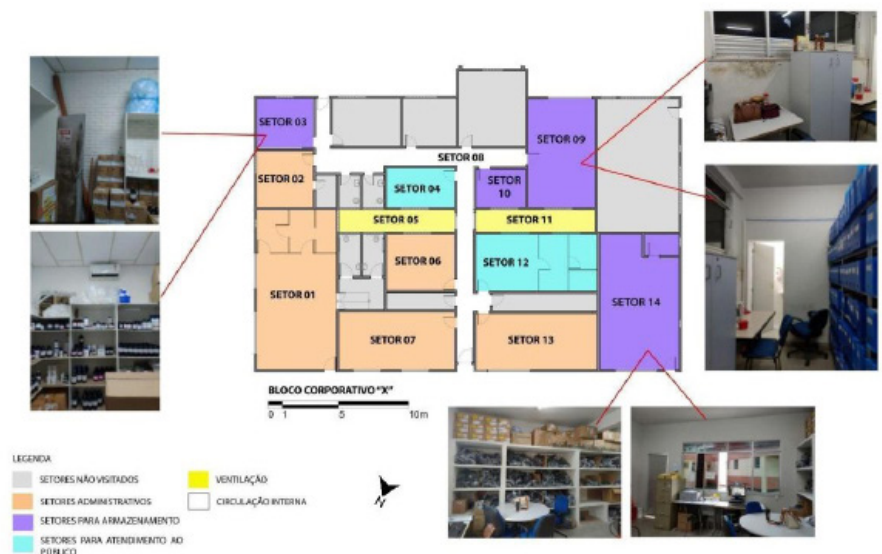 SETOR 03
SETOR 09
SETOR 08
SETOR 02
SETOR 04
SETOR
10
SETOR 05
SETOR 11
SETOR 06
SETOR 12
SETOR 01
SETOR 14
SETOR 07
SETOR 13
BLOCO CORPORATIVO "X"
0 1 5 10m
LEGENDA
SETORES NÃO VISITADOS
VENTILAÇÃO
SETORES ADMINISTRATIVOS
CIRCULAÇÃO INTERNA
SETORES PARA ARMAZENAMENTO
SETORES PARA ATENDIMENTO AO
PÚBLICO
N